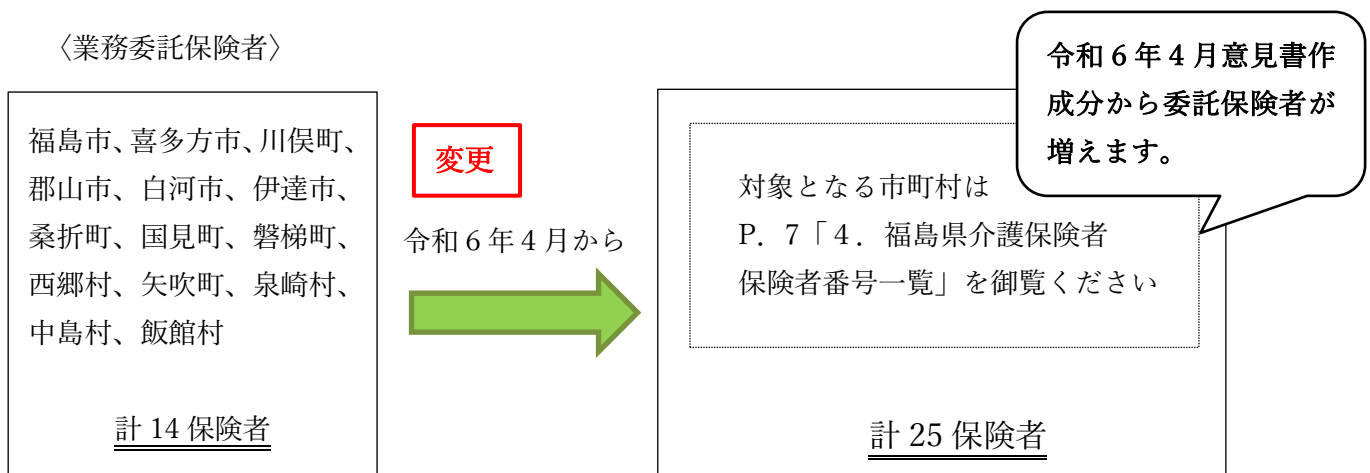 〈業務委託保険者〉
福島市、喜多方市、川俣町、
郡山市、白河市、伊達市、
桑折町、国見町、磐梯町、
西郷村、矢吹町、泉崎村、
中島村、飯館村
計 14 保険者
変更
令和６年４月から
令和６年４月意見書作
成分から委託保険者が
増えます。
対象となる市町村は
P．7「４．福島県介護保険者
保険者番号一覧」を御覧ください
計 25 保険者